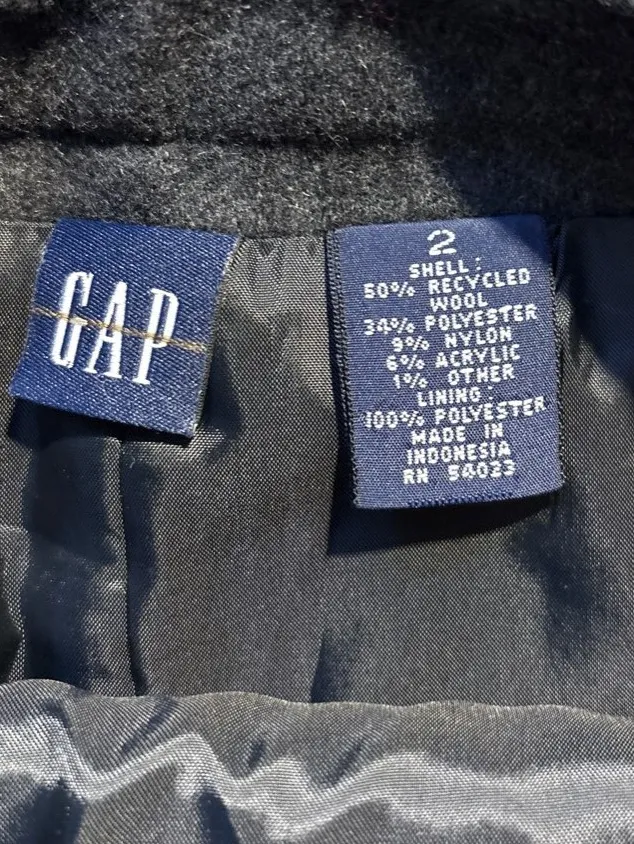 GAP
2
SHELL:
50% RECYCLED
WOOL
34% POLYESTER
9% NYLON
6% ACRYLIC
1% OTHER
LINING:
100% POLYESTER
MADE IN
INDONESIA
RN 54023